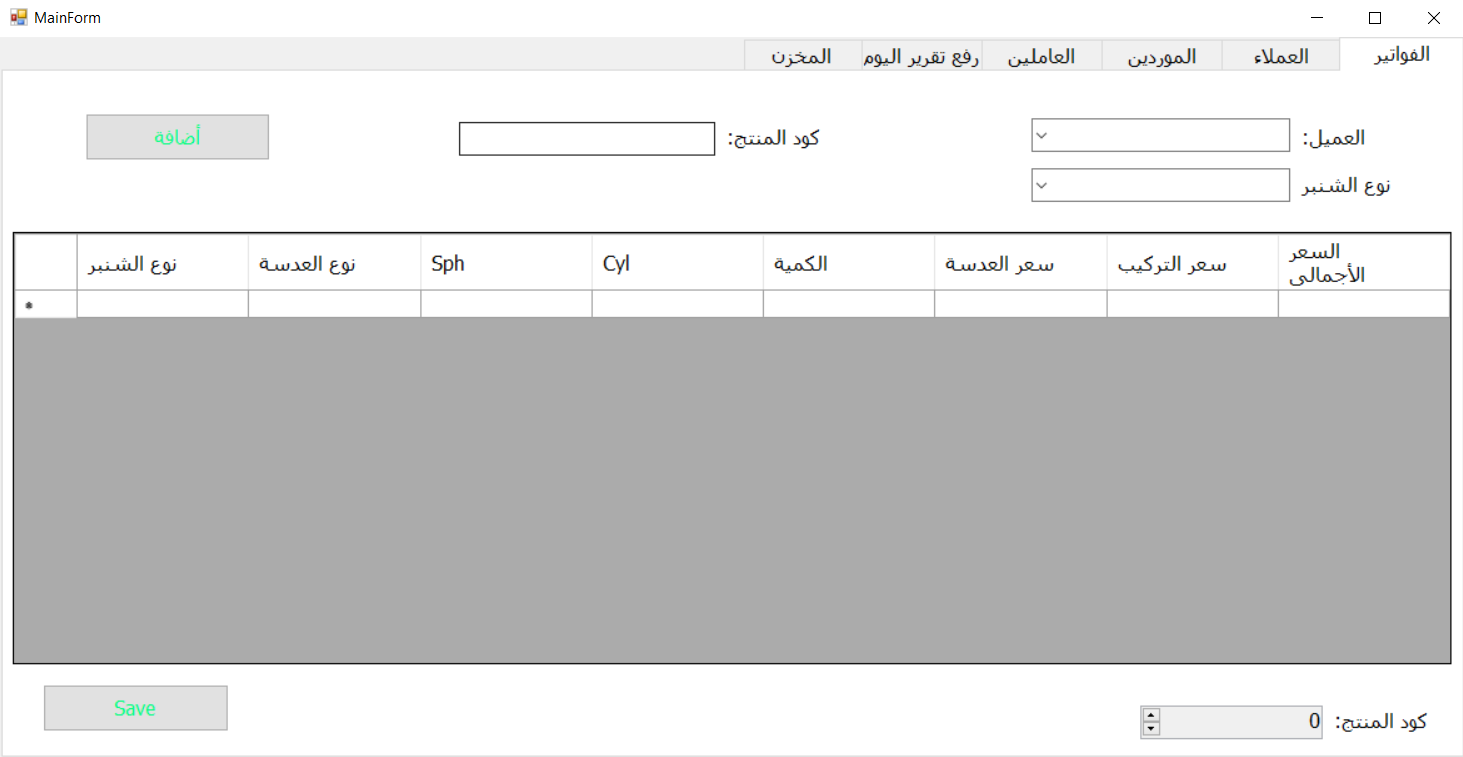 MainForm
الفواتير
العملاء
الموردين
العاملين
رفع تقرير اليوم
المخزن
العميل:
كود المنتج:
أضافة
نوع الشنبر
نوع الشنبر
نوع العدسة
Sph
Cyl
الكمية
سعر العدسة
سعر التركيب
السعر
الأجمالى
*
كود المنتج:
0
Save